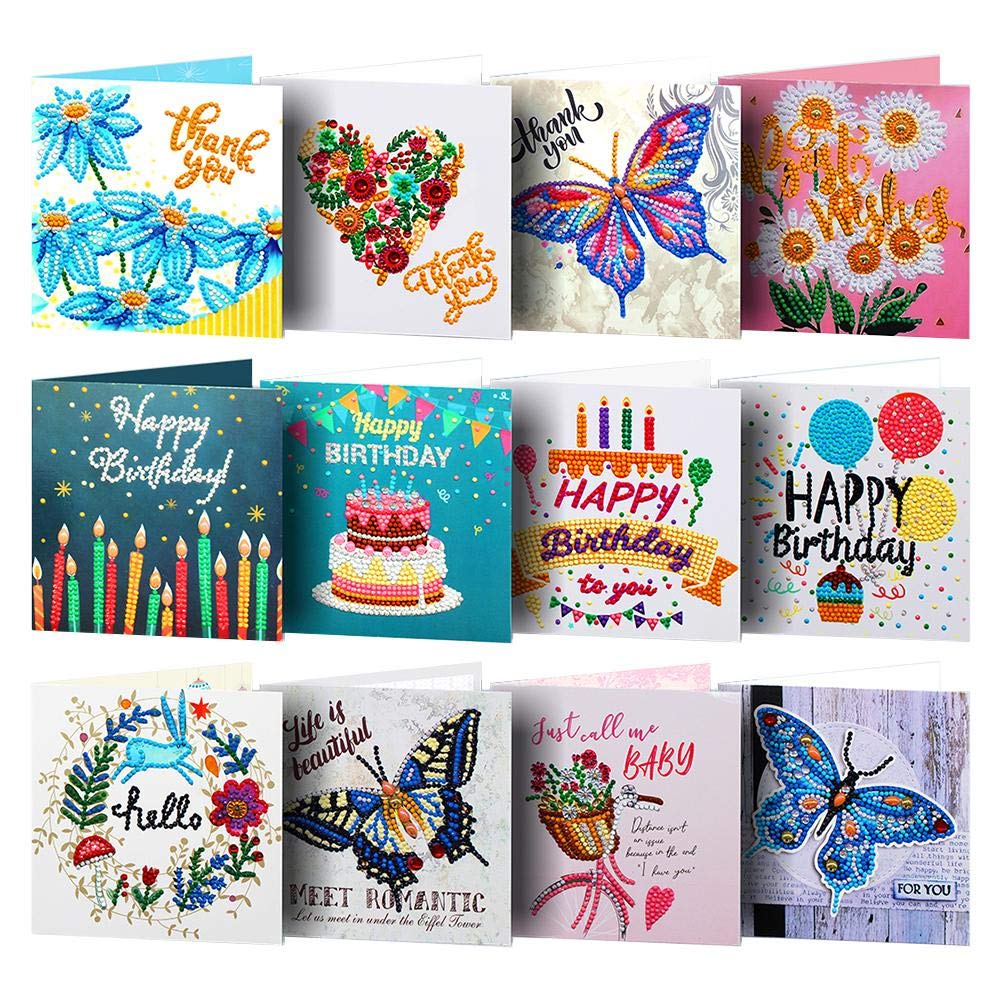 thank
you
thank
you
thank
you
With
Wishes
Happy
Birthday!
Happy
BIRTHDAY
HAPPY
Birthday
to you
HAPPY
Birthday
hello
Life is
beautiful
MEET ROMANTIC
Let us meet in under the Eiffel Tower
Just call me
BABY
Distance isn't
an issue
because in the end
"I have you"
FOR YOU